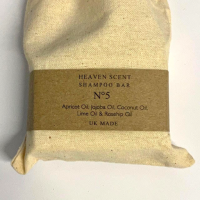 HEAVEN SCENT
SHAMPOO BAR
Nº5
Apricot Oil, Jojoba Oil, Coconut Oil,
Lime Oil & Rosehip Oil
UK MADE